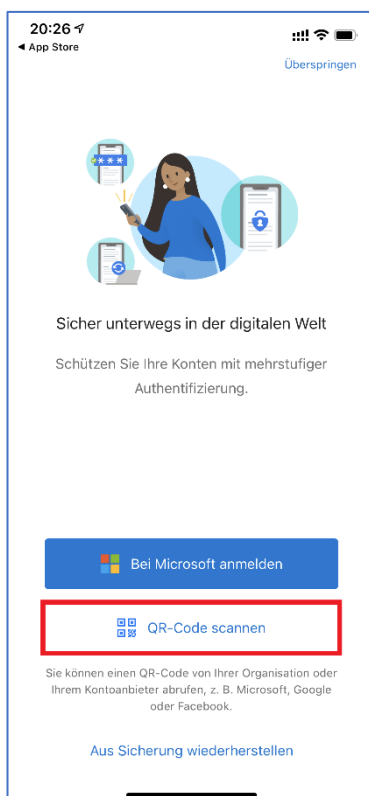 20:26
◀ App Store
Überspringen
***
Sicher unterwegs in der digitalen Welt
Schützen Sie Ihre Konten mit mehrstufiger
Authentifizierung.
Bei Microsoft anmelden
QR-Code scannen
Sie können einen QR-Code von Ihrer Organisation oder
Ihrem Kontoanbieter abrufen, z. B. Microsoft, Google
oder Facebook.
Aus Sicherung wiederherstellen